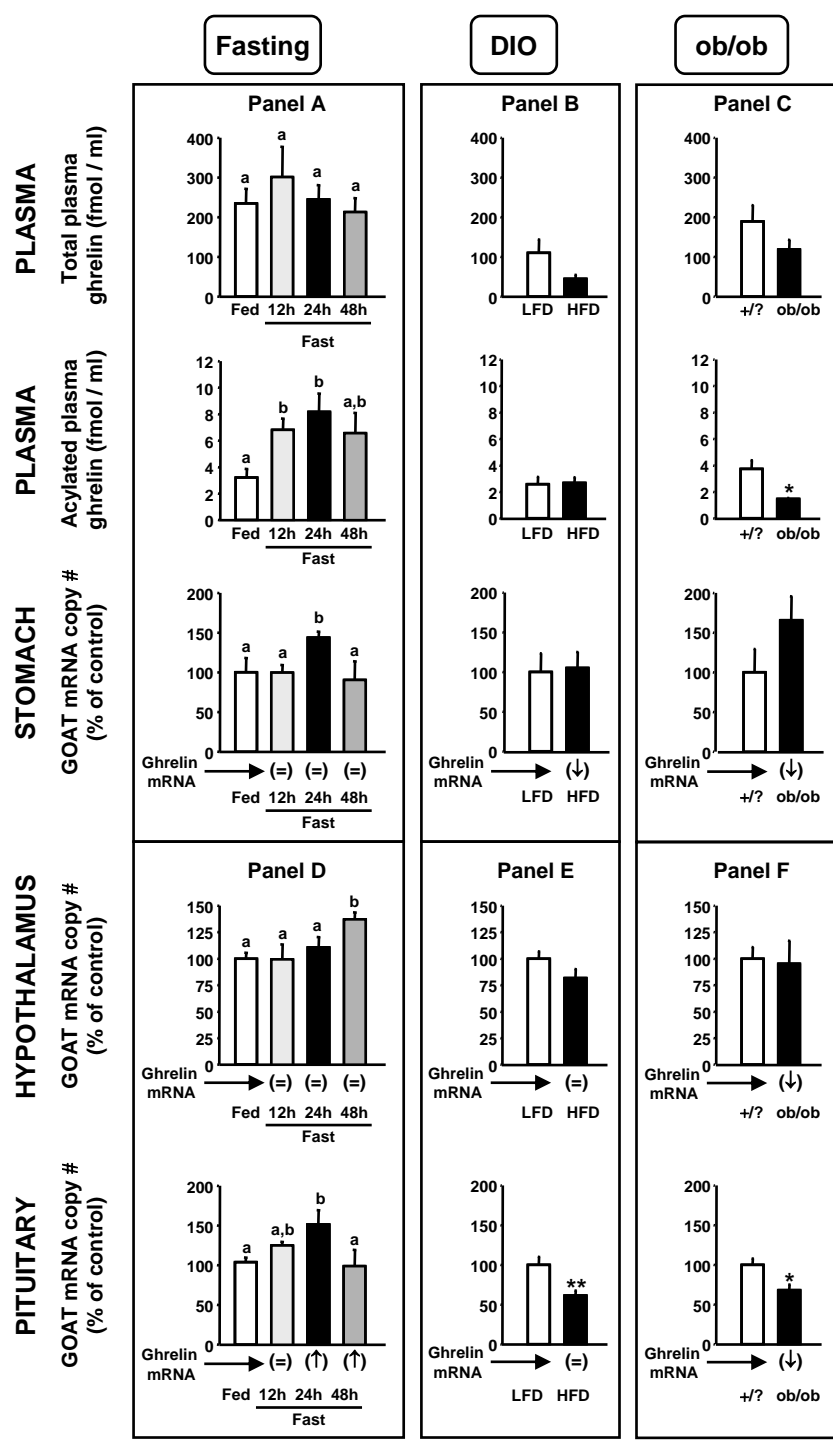 Fasting DIO ob/ob
Panel A Panel B Panel C
PLASMA
Total plasma
ghrelin (fmol / ml)
400
300
200
100
0
a a a a
Fed 12h 24h 48h
Fast
400
300
200
100
0
LFD HFD
400
300
200
100
0
+/? ob/ob
PLASMA
Acylated plasma
ghrelin (fmol / ml)
12
10
8
6
4
2
0
a b b a,b
Fed 12h 24h 48h
Fast
12
10
8
6
4
2
0
LFD HFD
12
10
8
6
4
2
0
*
+/? ob/ob
STOMACH
GOAT mRNA copy #
(% of control)
200
150
100
50
0
a a b a
Ghrelin
mRNA
(=) (=) (=)
Fed 12h 24h 48h
Fast
200
150
100
50
0
Ghrelin
mRNA
(↓)
LFD HFD
200
150
100
50
0
Ghrelin
mRNA
(↓)
+/? ob/ob
Panel D Panel E Panel F
HYPOTHALAMUS
GOAT mRNA copy #
(% of control)
150
125
100
75
50
25
0
a a a b
Ghrelin
mRNA
(=) (=) (=)
Fed 12h 24h 48h
Fast
150
125
100
75
50
25
0
Ghrelin
mRNA
(=)
LFD HFD
150
125
100
75
50
25
0
Ghrelin
mRNA
(↓)
+/? ob/ob
PITUITARY
GOAT mRNA copy #
(% of control)
200
150
100
50
0
a a,b b a
Ghrelin
mRNA
(=) (↑) (↑)
Fed 12h 24h 48h
Fast
200
150
100
50
0
**
Ghrelin
mRNA
(=)
LFD HFD
200
150
100
50
0
*
Ghrelin
mRNA
(↓)
+/? ob/ob